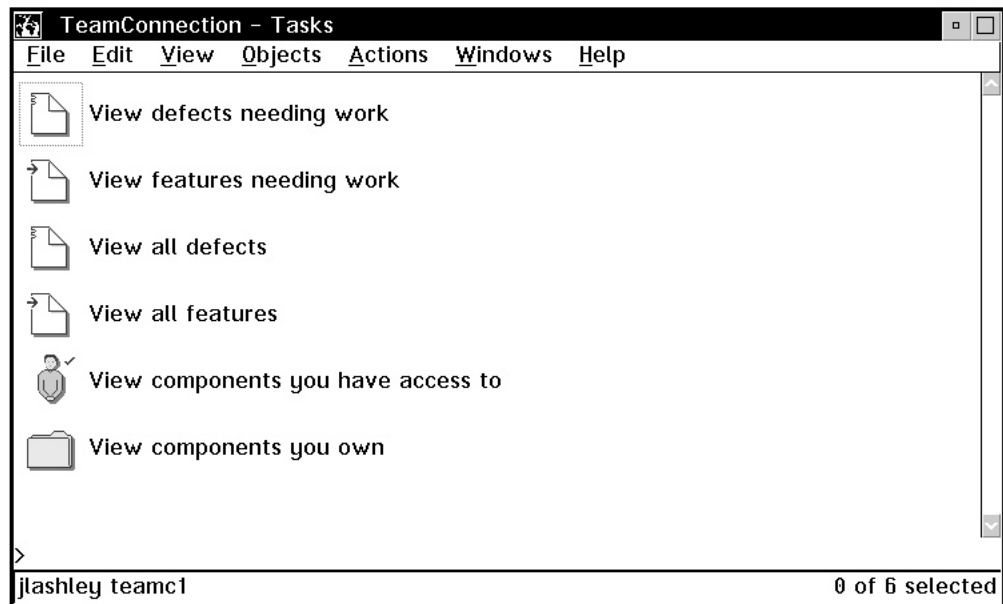 TeamConnection - Tasks
File Edit View Objects Actions Windows Help
View defects needing work
View features needing work
View all defects
View all features
View components you have access to
View components you own
>
jlashley teamc1 0 of 6 selected